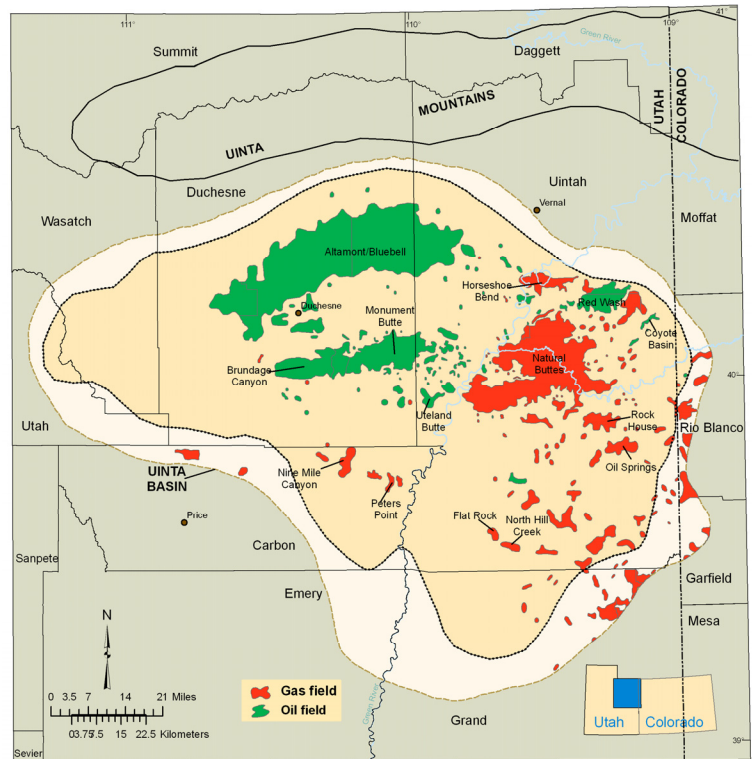 111°
110°
109°
41°
Summit
Daggett
Green River
UTAH
COLORADO
MOUNTAINS
UINTA
Duchesne
Uintah
Wasatch
Vernal
Moffat
Altamont/Bluebell
Horseshoe
Bend
Red Wash
Duchesne
Monument
Butte
Coyote
Basin
Natural
Buttes
Brundage
Canyon
40°
Uteland
Butte
Rock
House
Utah
Rio Blanco
UINTA
BASIN
Nine Mile
Canyon
Oil Springs
Peters
Point
Flat Rock
North Hill
Creek
Price
Carbon
Sanpete
Emery
Garfield
Mesa
N
0 3.5 7 14 21 Miles
03.757.5 15 22.5 Kilometers
Gas field
Oil field
Green River
Grand
Utah
Colorado
Sevier
39°